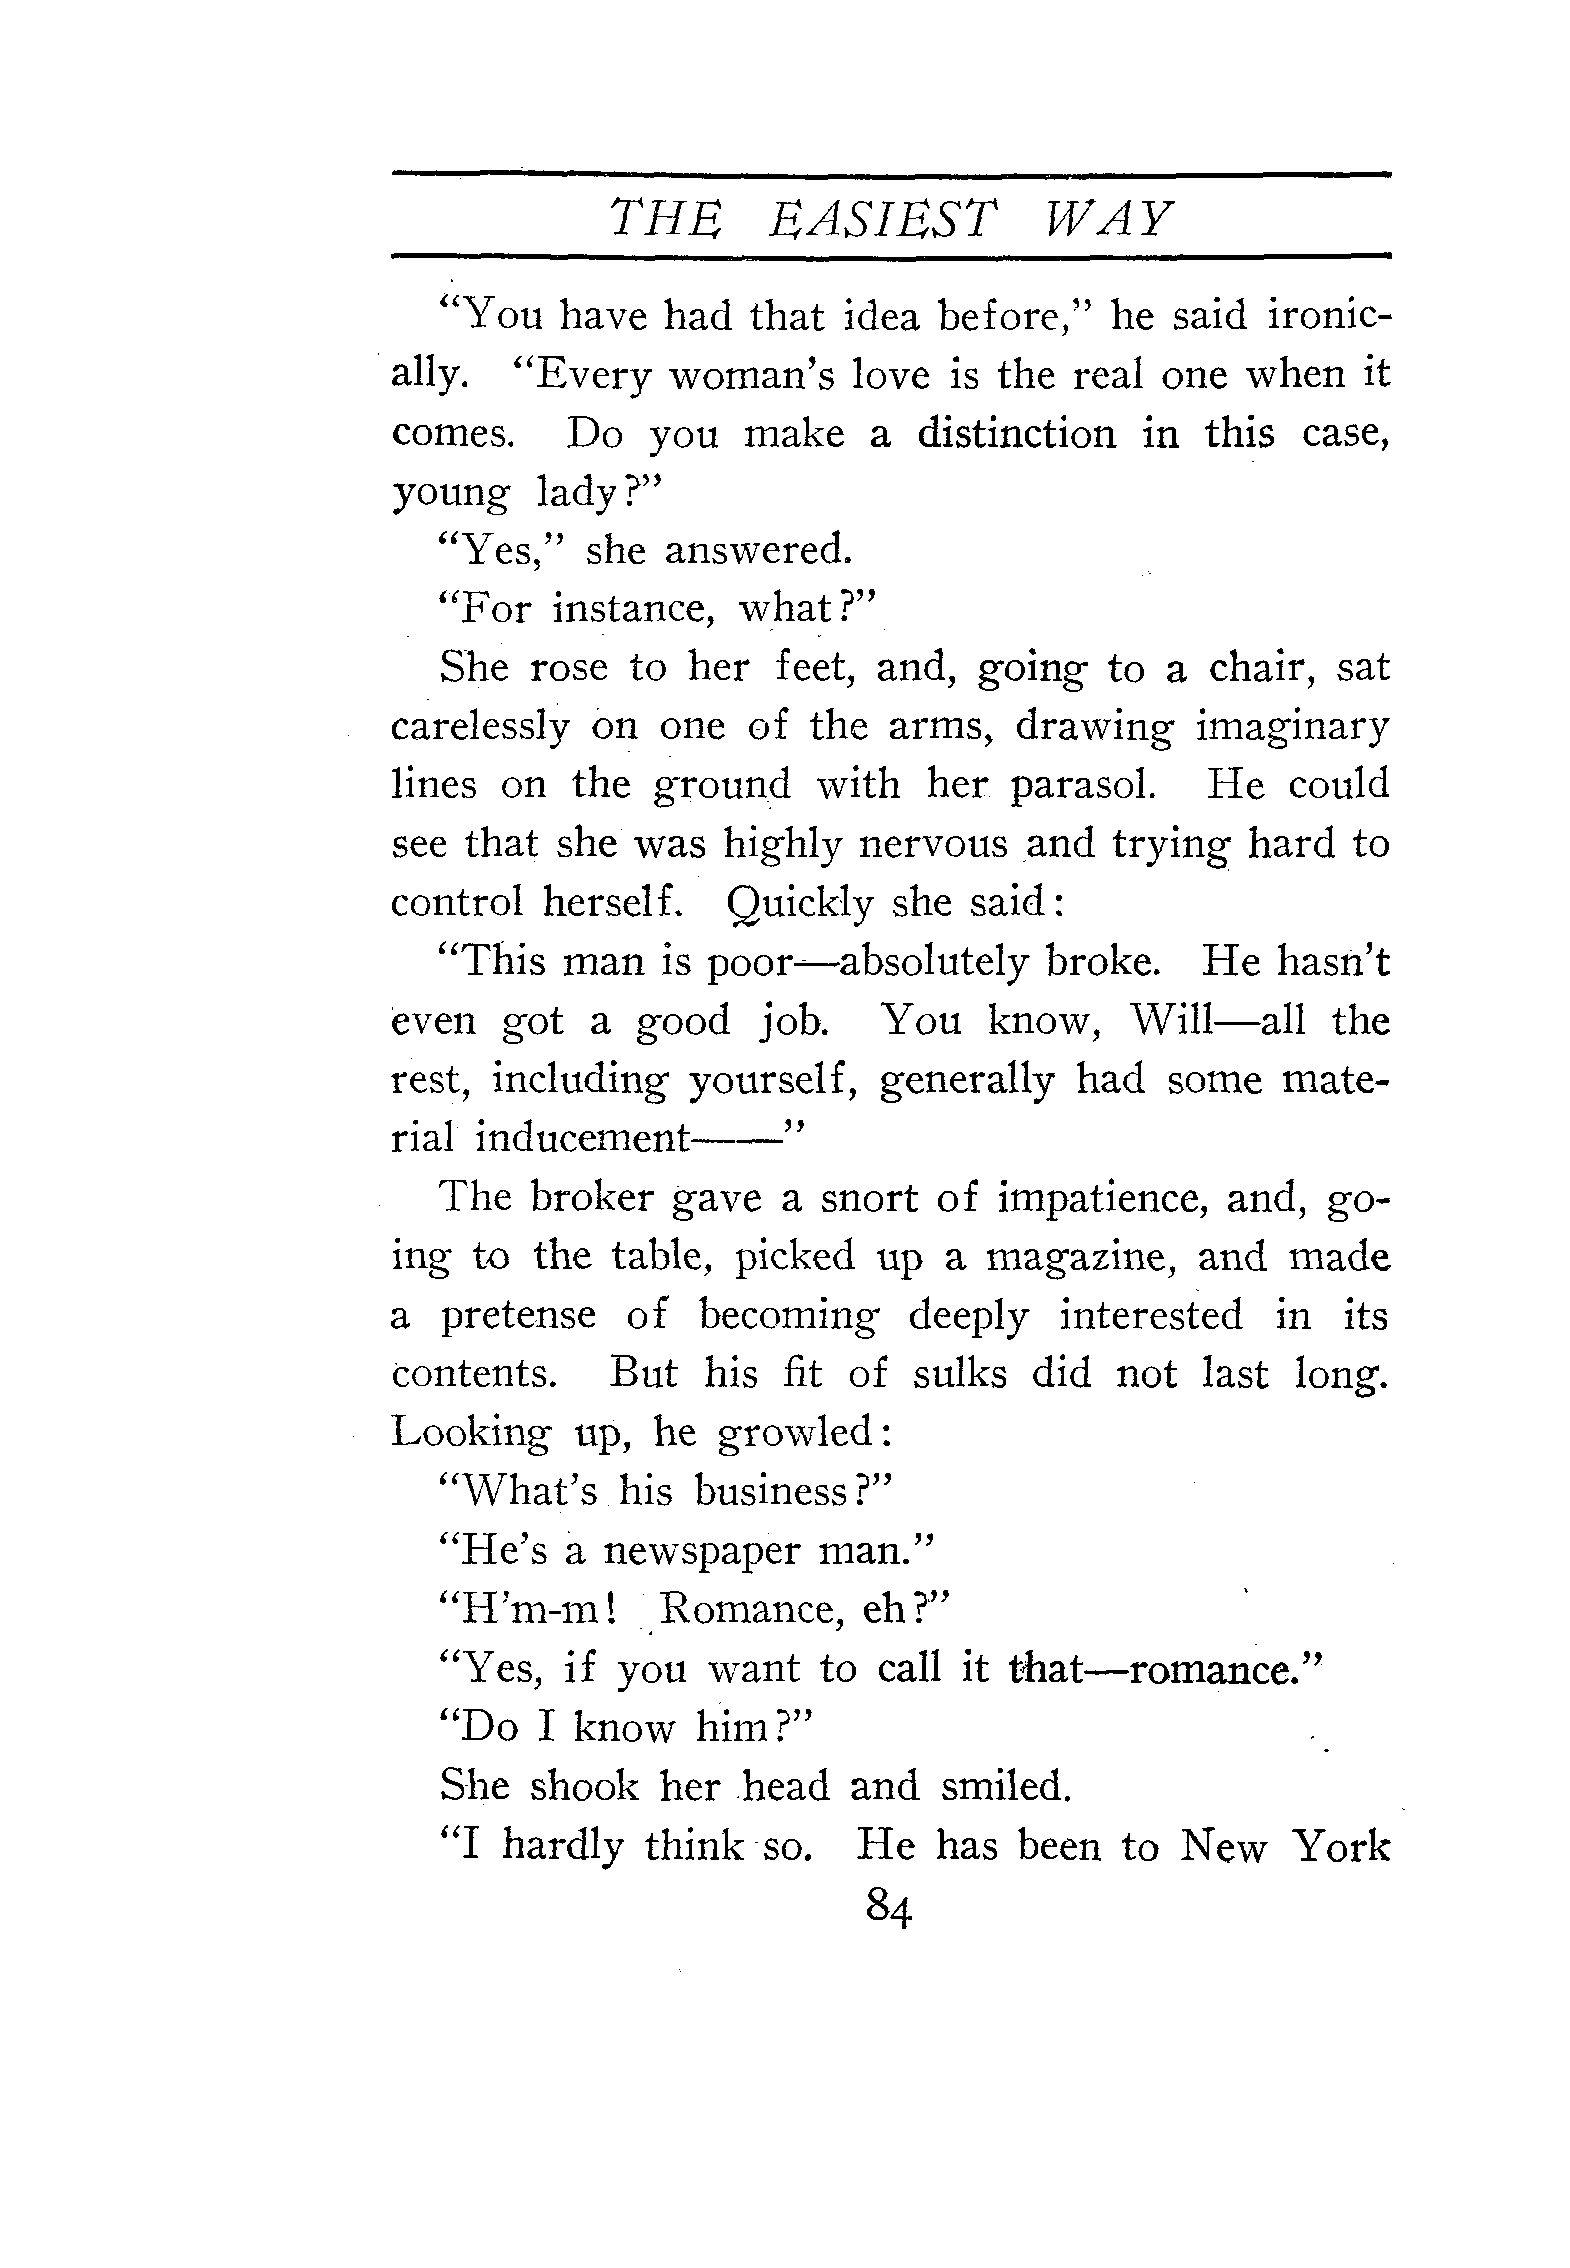 THE EASIEST WAY
“You have had that idea before,” he said ironic-
ally. “Every woman’s love is the real one when it
comes. Do you make a distinction in this case,
young lady?”
“Yes,” she answered.
“For instance, what?”
She rose to her feet, and, going to a chair, sat
carelessly on one of the arms, drawing imaginary
lines on the ground with her parasol. He could
see that she was highly nervous and trying hard to
control herself. Quickly she said:
“This man is poor—absolutely broke. He hasn’t
even got a good job. You know, Will—all the
rest, including yourself, generally had some mate-
rial inducement——”
The broker gave a snort of impatience, and, go-
ing to the table, picked up a magazine, and made
a pretense of becoming deeply interested in its
contents. But his fit of sulks did not last long.
Looking up, he growled:
“What’s his business?”
“He’s a newspaper man.”
“H’m-m! Romance, eh?”
“Yes, if you want to call it that—romance.”
“Do I know him?”
She shook her head and smiled.
“I hardly think so. He has been to New York
84